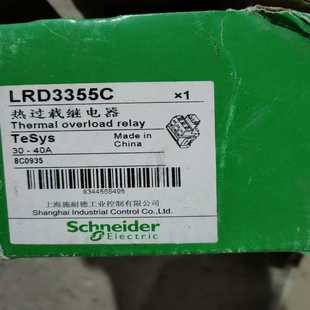 LRD3355C ×1
热过载继电器
Thermal overload relay
TeSys Made in
30 - 40A China
8C0935
上海施耐德工业控制有限公司
Shanghai Industrial Control Co., Ltd.
Schneider
Electric